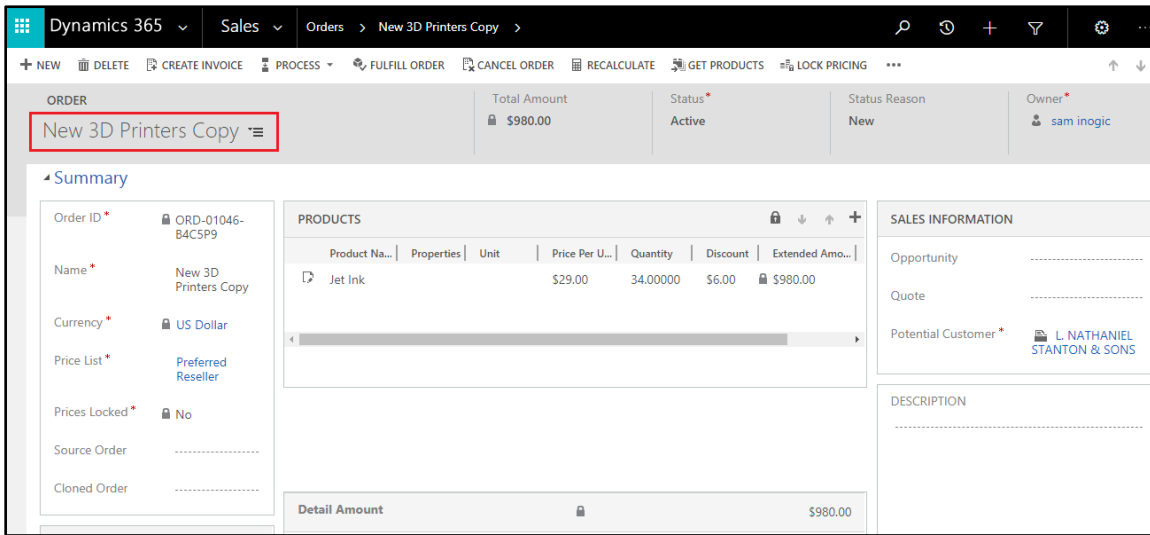 Dynamics 365 Sales Orders > New 3D Printers Copy >
NEW DELETE CREATE INVOICE PROCESS FULFILL ORDER CANCEL ORDER RECALCULATE GET PRODUCTS LOCK PRICING •••
ORDER
New 3D Printers Copy
Total Amount
$980.00
Status*
Active
Status Reason
New
Owner*
sam inogic
Summary
Order ID*
ORD-01046-
B4C5P9
Name*
New 3D
Printers Copy
Currency*
US Dollar
Price List*
Preferred
Reseller
Prices Locked*
No
Source Order
Cloned Order
PRODUCTS
Product Na... Properties Unit Price Per U... Quantity Discount Extended Amo...
Jet Ink $29.00 34.00000 $6.00 $980.00
Detail Amount $980.00
SALES INFORMATION
Opportunity
Quote
Potential Customer*
L. NATHANIEL
STANTON & SONS
DESCRIPTION